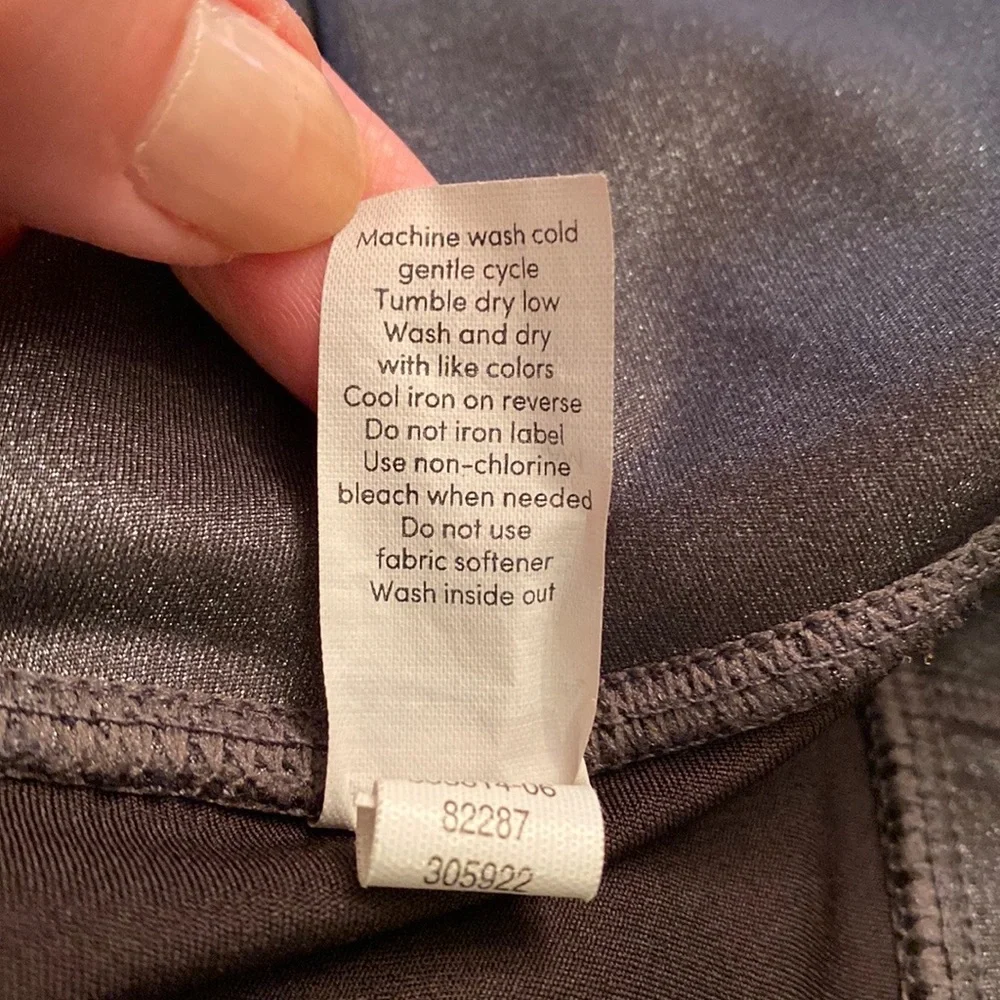 Machine wash cold
gentle cycle
Tumble dry low
Wash and dry
with like colors
Cool iron on reverse
Do not iron label
Use non-chlorine
bleach when needed
Do not use
fabric softener
Wash inside out
82287
305922